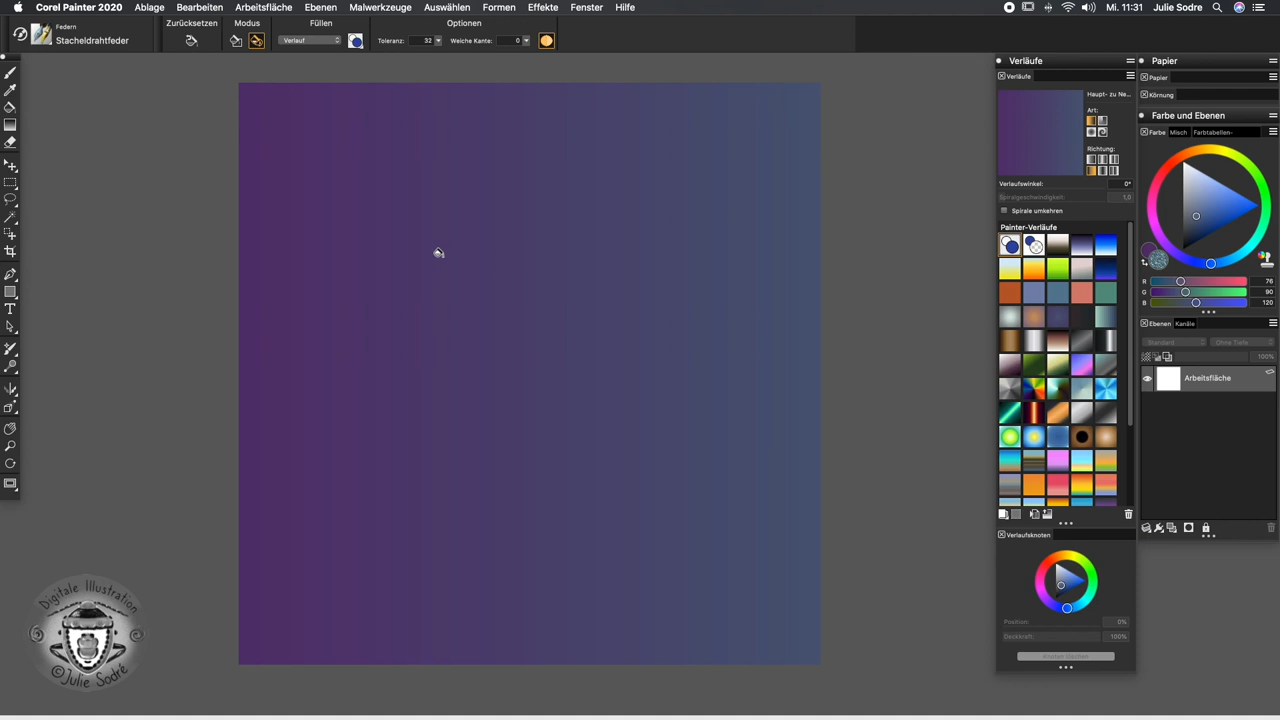 Corel Painter 2020 Ablage Bearbeiten Ebenen Malwerkzeuge Auswählen Formen Effekte Fenster Hilfe Mi. 11:31 Julie Sodre
Federn
Stacheldrahtfeder
Zurücksetzen Modus Füllen Optionen
Verlauf Toleranz: 32 Weiche Kante: 0
Verläufe
Verläufe
Haupt- zu Ne...
Art:
Richtung:
Verlaufswinkel: 0°
Spiralgeschwindigkeit: 1,0
Spirale umkehren
Painter-Verläufe
Verlaufsknoten
Position: 0%
Deckkraft: 100%
Knoten löschen
Papier
Papier
Körnung
Farbe und Ebenen
Farbe Misch Farbtabellen-
R 76
G 90
B 120
Ebenen Kanäle
Standard Ohne Tiefe
100%
Arbeitsfläche
Digitale Illustration
©Julie Sodré